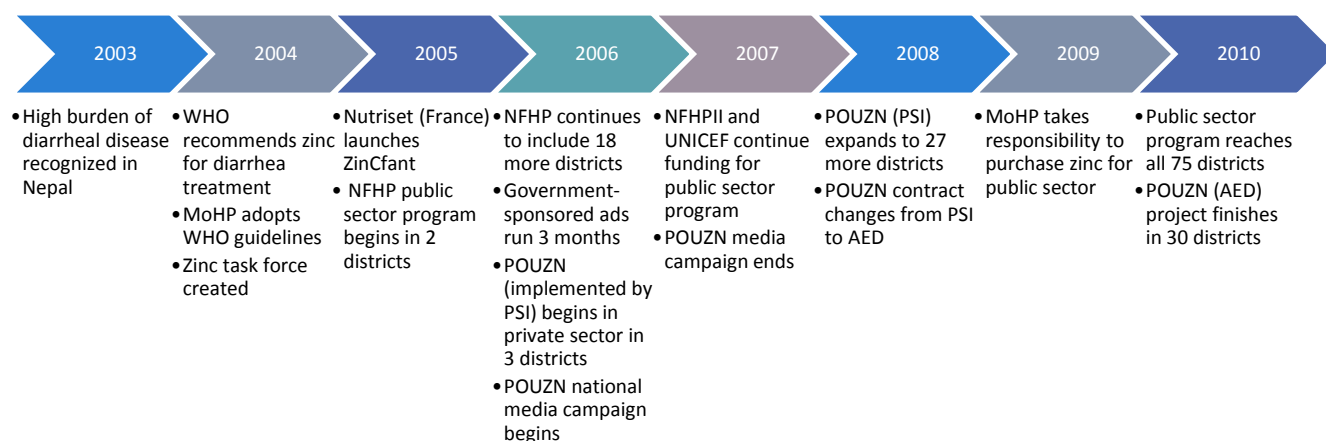 2003
2004
2005
2006
2007
2008
2009
2010
•High burden of
diarrheal disease
recognized in
Nepal
•WHO
recommends zinc
for diarrhea
treatment
•MoHP adopts
WHO guidelines
•Zinc task force
created
•Nutriset (France)
launches
ZinCfant
• NFHP public
sector program
begins in 2
districts
•NFHP continues
to include 18
more districts
•Government-
sponsored ads
run 3 months
•POUZN
(implemented by
PSI) begins in
private sector in
3 districts
•POUZN national
media campaign
begins
•NFHPII and
UNICEF continue
funding for
public sector
program
•POUZN media
campaign ends
•POUZN (PSI)
expands to 27
more districts
•POUZN contract
changes from PSI
to AED
•MoHP takes
responsibility to
purchase zinc for
public sector
•Public sector
program reaches
all 75 districts
•POUZN (AED)
project finishes
in 30 districts